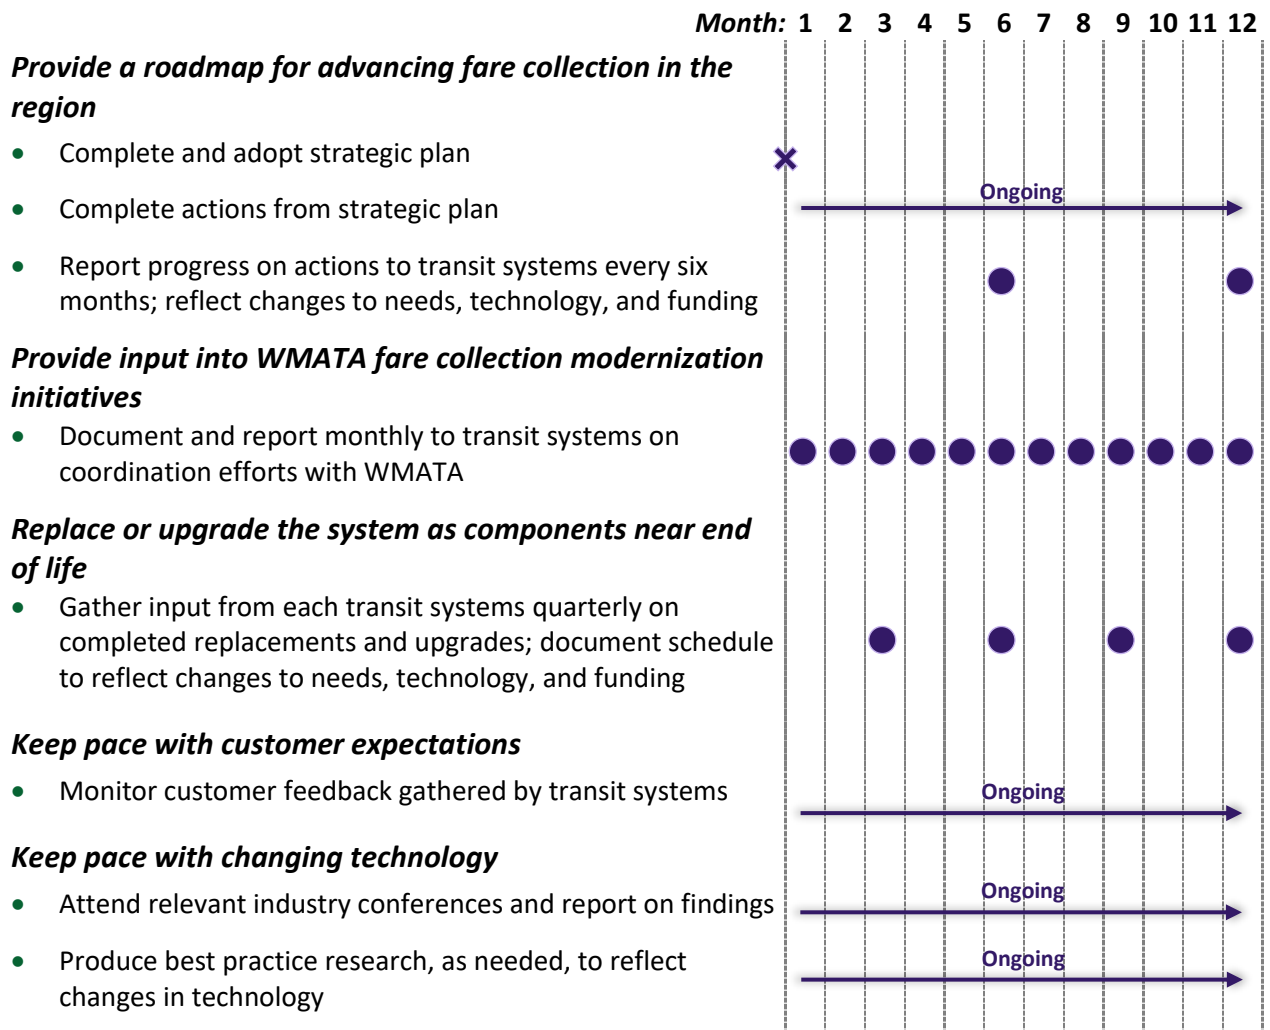 Month: 1 2 3 4 5 6 7 8 9 10 11 12
Provide a roadmap for advancing fare collection in the
region
• Complete and adopt strategic plan
Ongoing
• Complete actions from strategic plan
• Report progress on actions to transit systems every six
months; reflect changes to needs, technology, and funding
Provide input into WMATA fare collection modernization
initiatives
• Document and report monthly to transit systems on
coordination efforts with WMATA
Replace or upgrade the system as components near end
of life
• Gather input from each transit systems quarterly on
completed replacements and upgrades; document schedule
to reflect changes to needs, technology, and funding
Keep pace with customer expectations
• Monitor customer feedback gathered by transit systems
Ongoing
Keep pace with changing technology
• Attend relevant industry conferences and report on findings
Ongoing
• Produce best practice research, as needed, to reflect
changes in technology
Ongoing